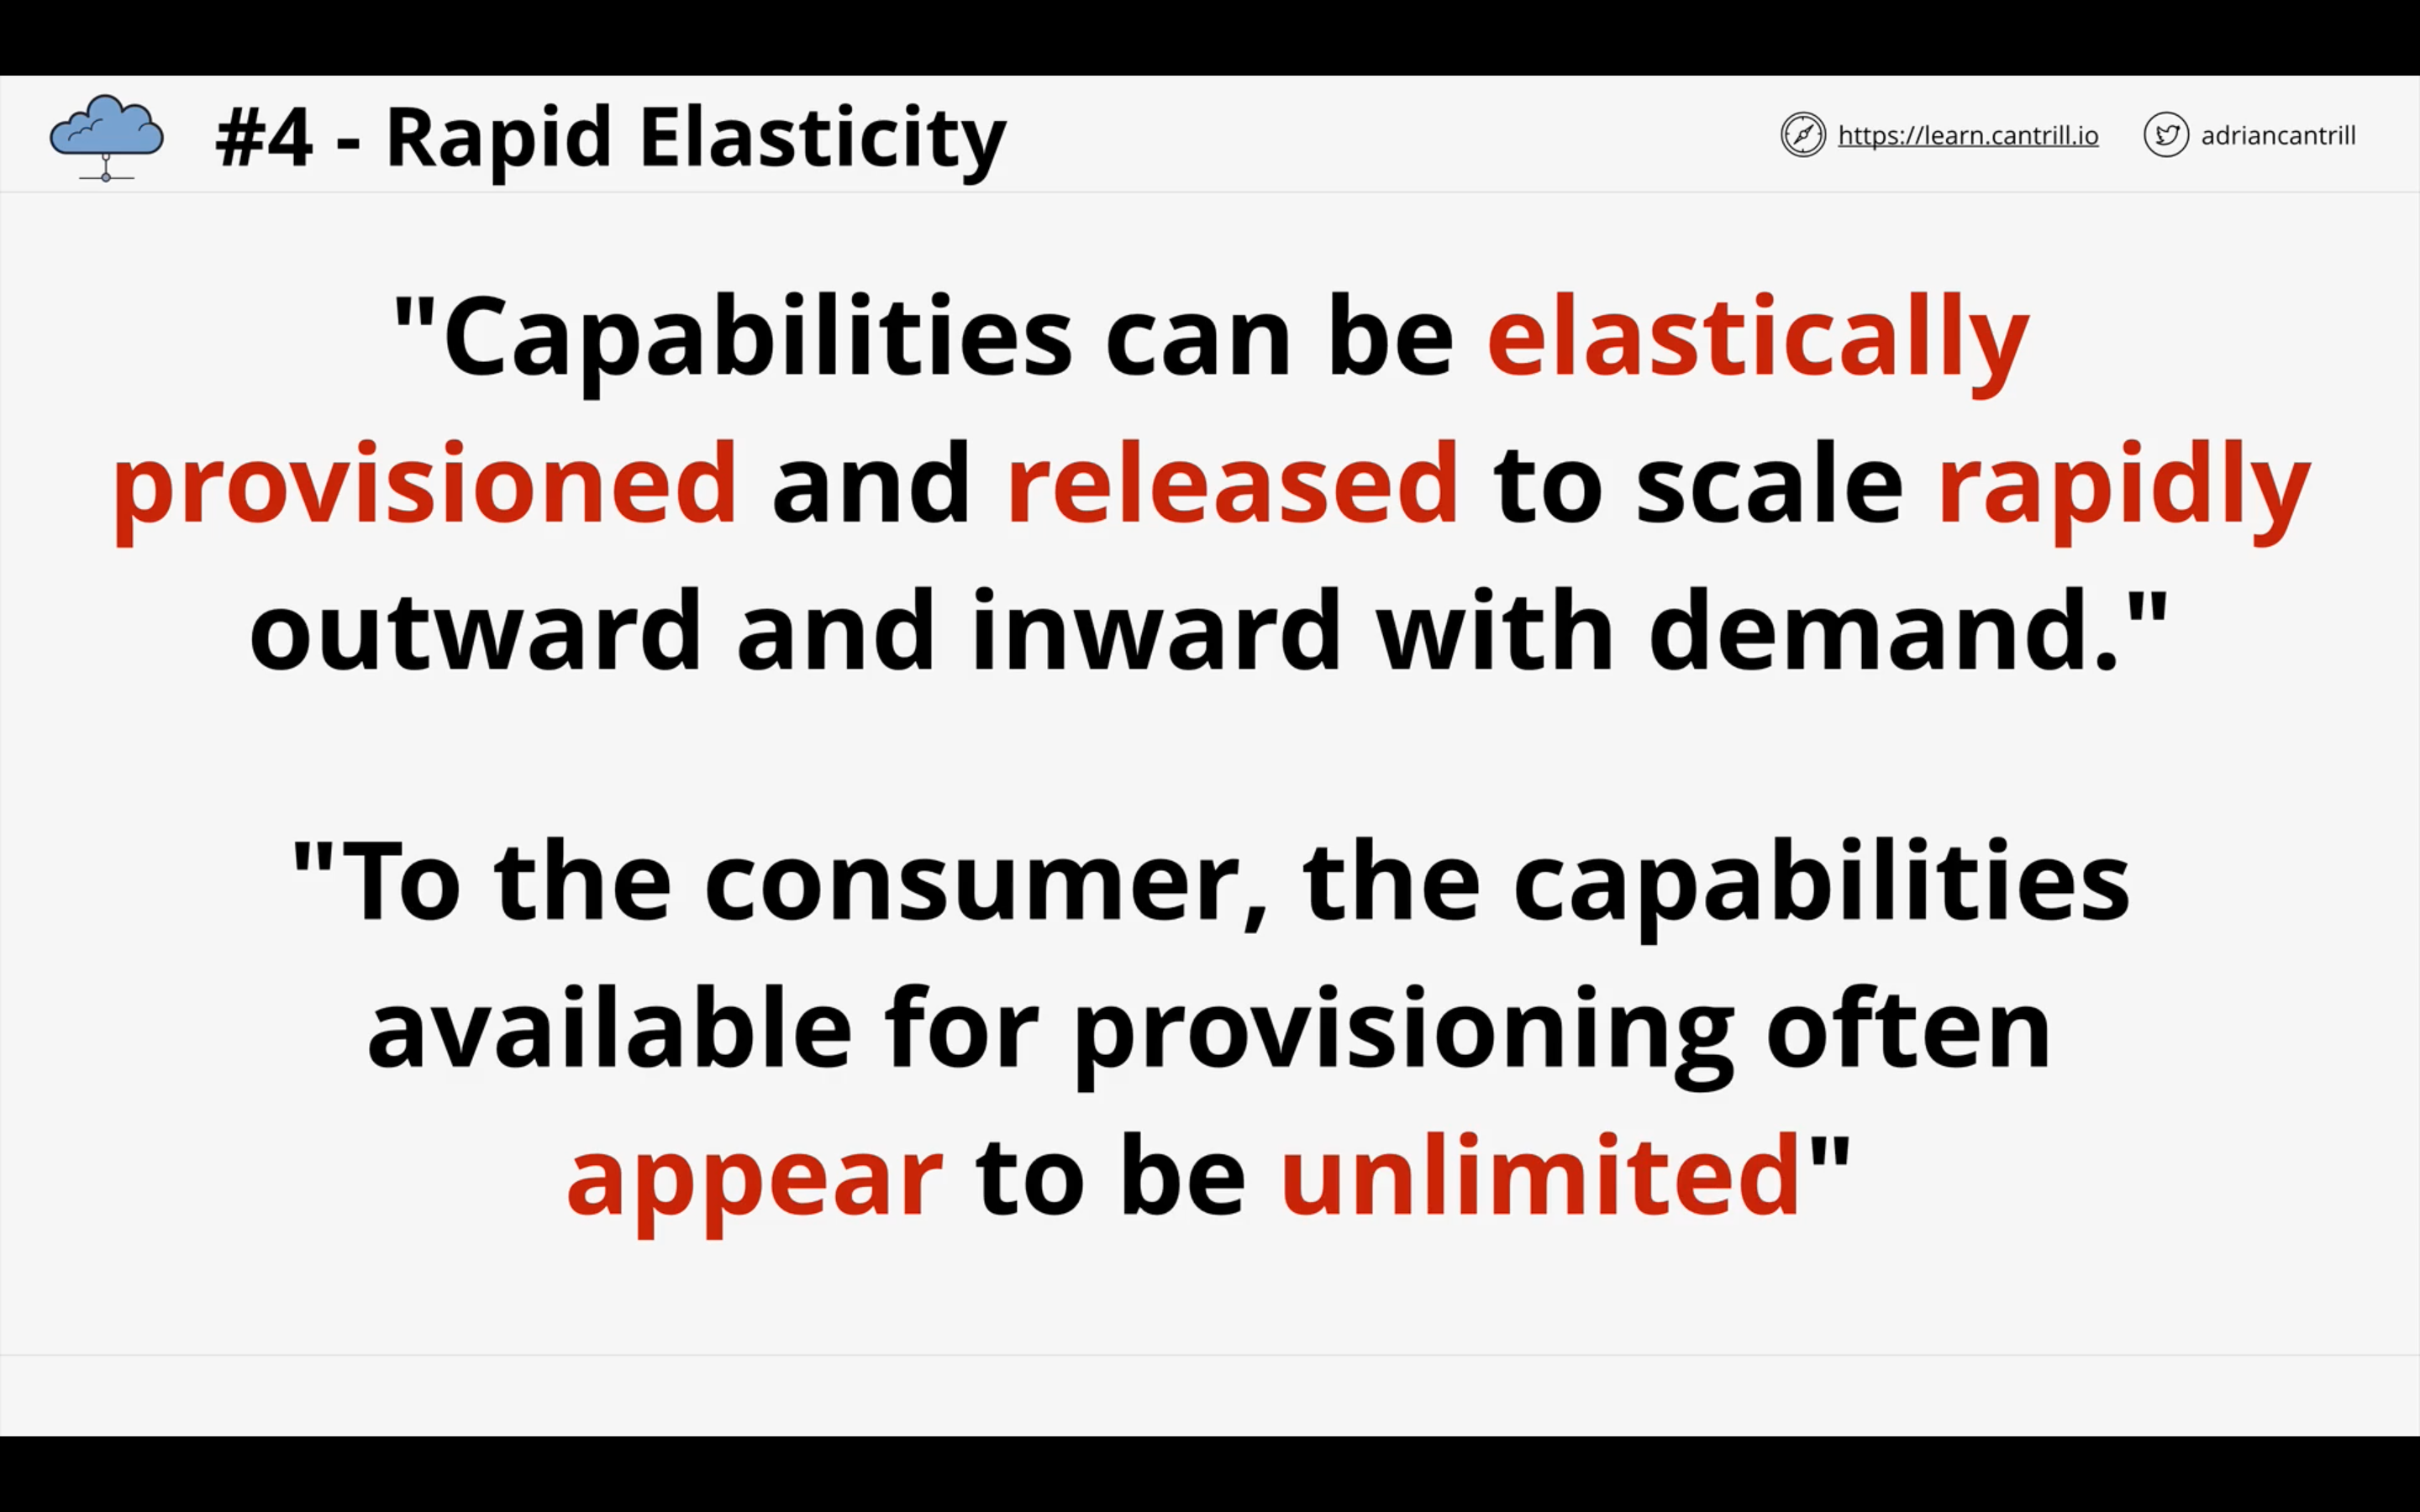 #4 - Rapid Elasticity
https://learn.cantrill.io
adriancantrill
"Capabilities can be elastically
provisioned and released to scale rapidly
outward and inward with demand."
"To the consumer, the capabilities
available for provisioning often
appear to be unlimited"